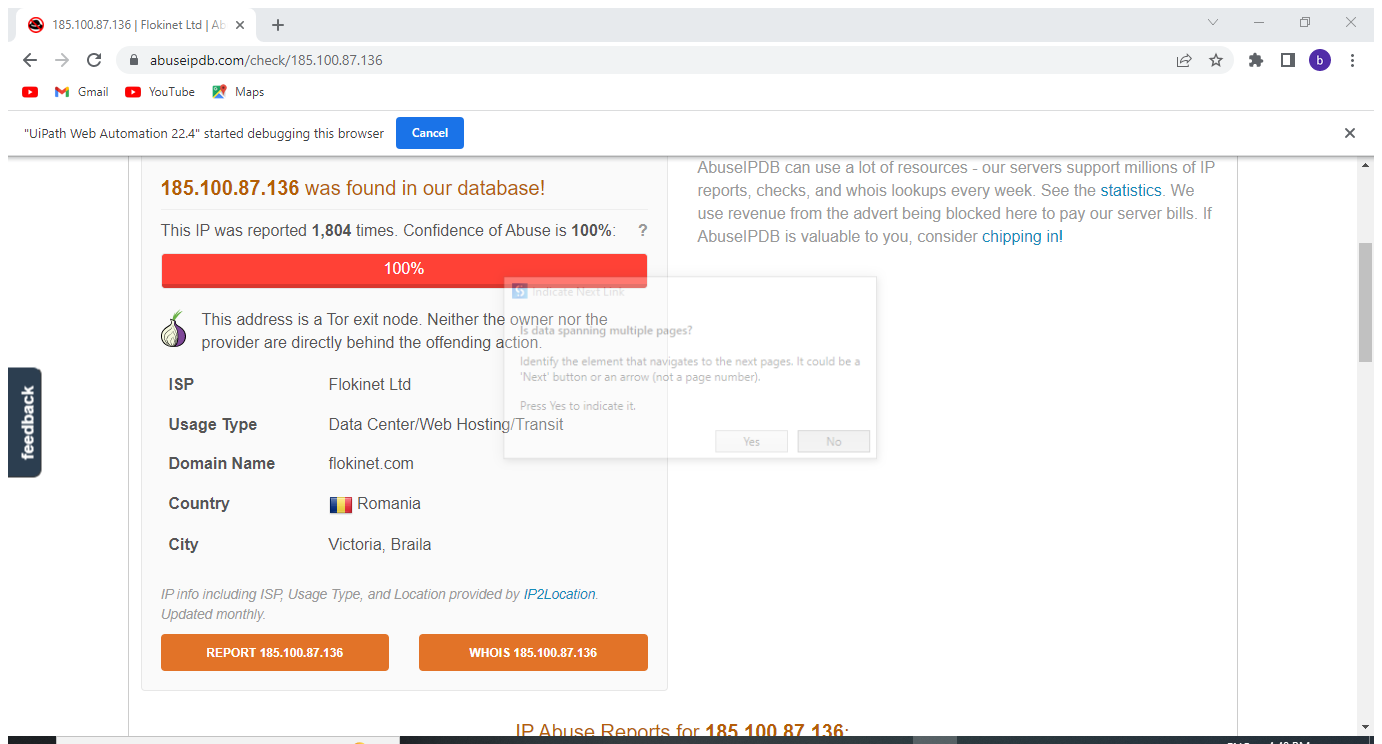 185.100.87.136 | Flokinet Ltd | Ab
abuseipdb.com/check/185.100.87.136
b
Gmail
YouTube
Maps
"UiPath Web Automation 22.4" started debugging this browser
Cancel
185.100.87.136 was found in our database!
This IP was reported 1,804 times. Confidence of Abuse is 100%: ?
100%
This address is a Tor exit node. Neither the owner nor the
provider are directly behind the offending action.
ISP Flokinet Ltd
Usage Type Data Center/Web Hosting/Transit
Domain Name flokinet.com
Country Romania
City Victoria, Braila
IP info including ISP, Usage Type, and Location provided by IP2Location.
Updated monthly.
REPORT 185.100.87.136
WHOIS 185.100.87.136
AbuseIPDB can use a lot of resources - our servers support millions of IP
reports, checks, and whois lookups every week. See the statistics. We
use revenue from the advert being blocked here to pay our server bills. If
AbuseIPDB is valuable to you, consider chipping in!
Indicate Next Link
Is data spanning multiple pages?
Identify the element that navigates to the next pages. It could be a
'Next' button or an arrow (not a page number).
Press Yes to indicate it.
Yes
No
feedback
IP Abuse Reports for 185.100.87.136: